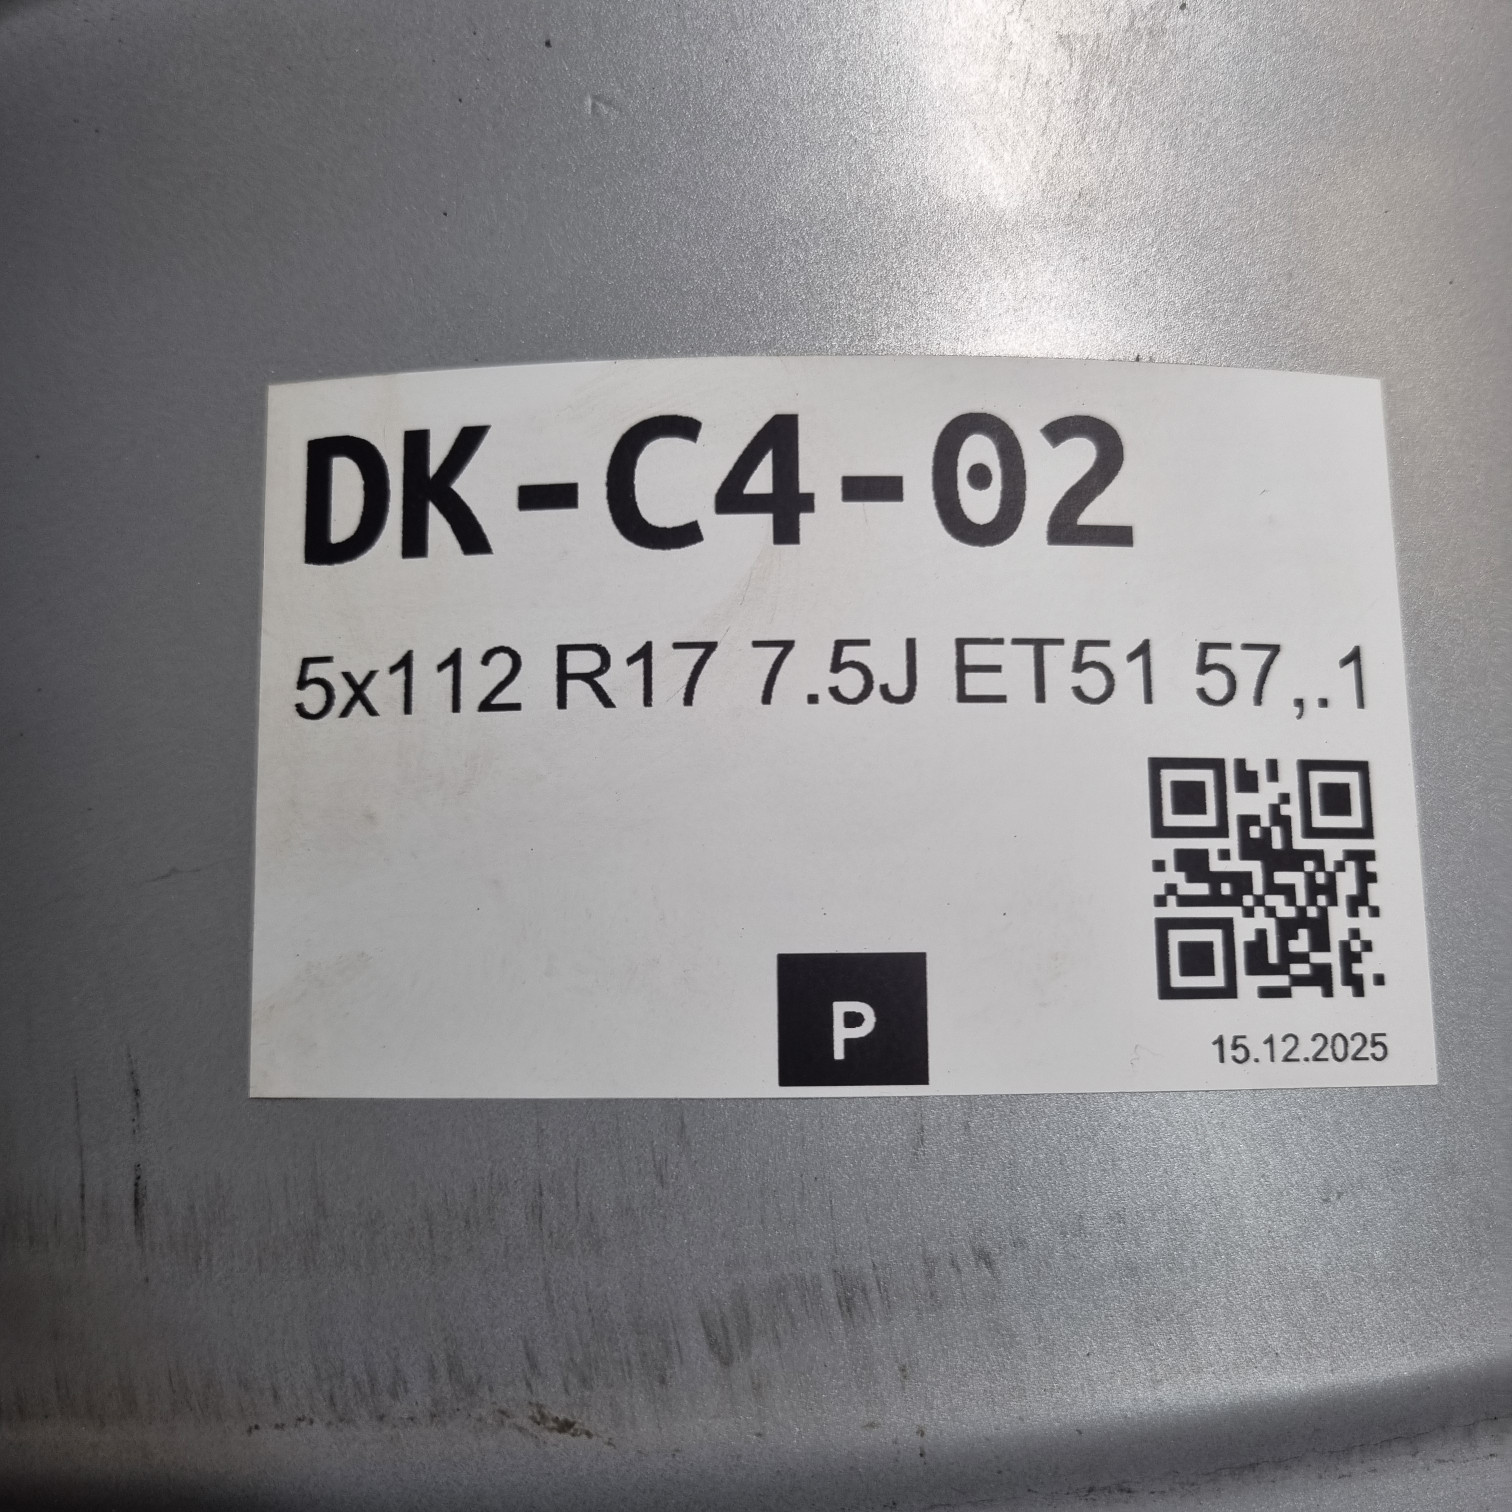 DK-C4-02
5x112 R17 7.5J ET51 57,.1
P
15.12.2025